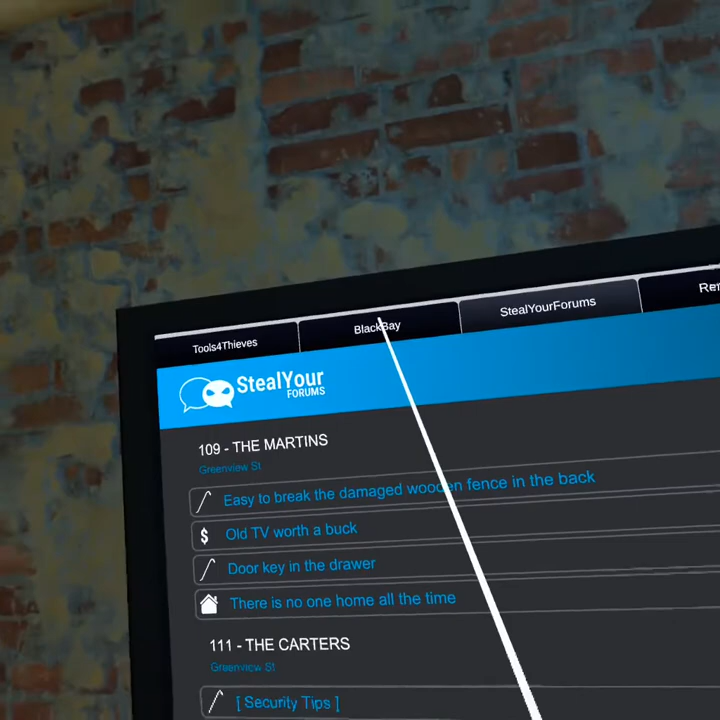 Tools4Thieves
BlackBay
StealYourForums
StealYour
FORUMS
109 - THE MARTINS
Greenview St
Easy to break the damaged wooden fence in the back
$
Old TV worth a buck
Door key in the drawer
There is no one home all the time
111 - THE CARTERS
Greenview St
[ Security Tips ]